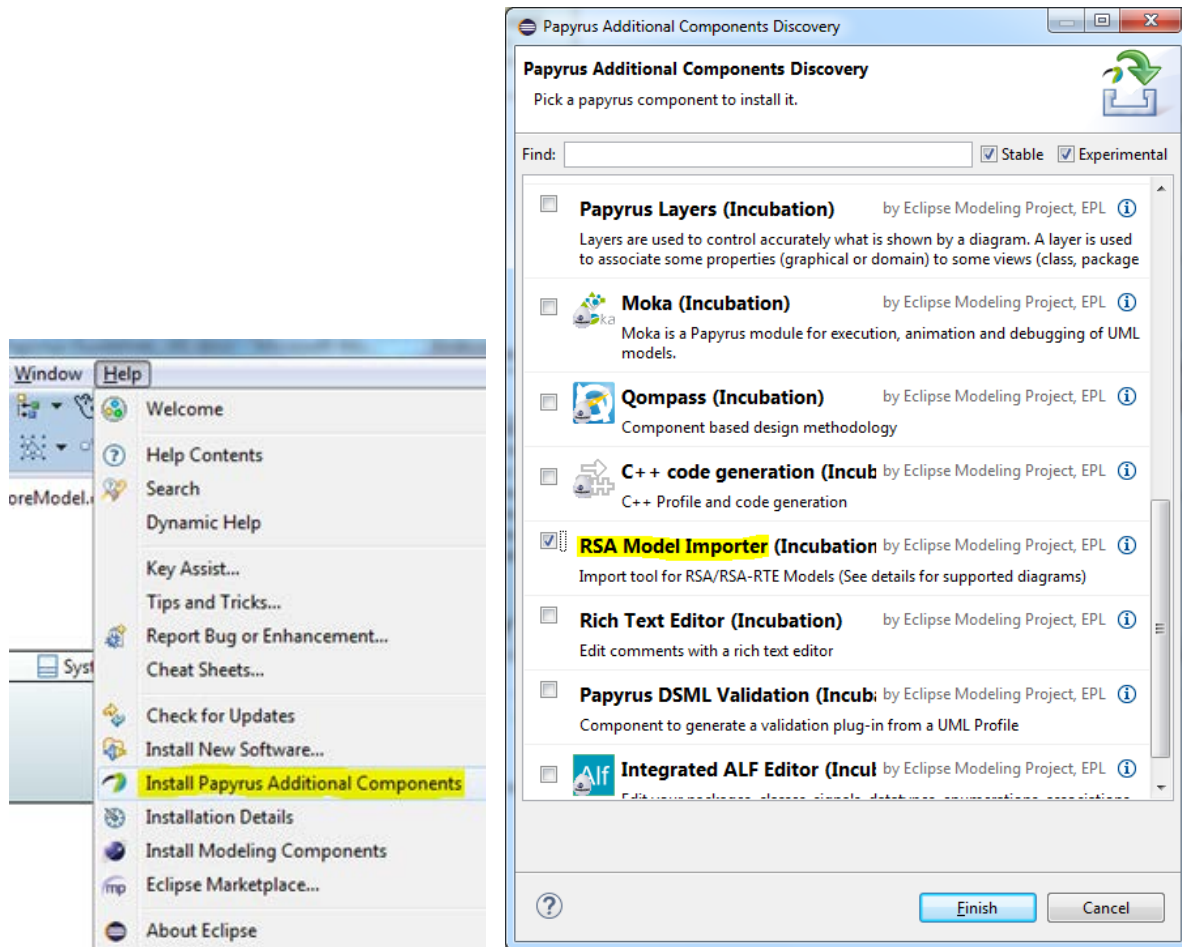 Window Help
Welcome
Help Contents
Search
oreModel.
Dynamic Help
Key Assist...
Tips and Tricks...
Report Bug or Enhancement...
Syst
Cheat Sheets...
Check for Updates
Install New Software...
Install Papyrus Additional Components
Installation Details
Install Modeling Components
mp Eclipse Marketplace...
About Eclipse
Papyrus Additional Components Discovery
Papyrus Additional Components Discovery
Pick a papyrus component to install it.
Find: Stable Experimental
Papyrus Layers (Incubation) by Eclipse Modeling Project, EPL
Layers are used to control accurately what is shown by a diagram. A layer is used
to associate some properties (graphical or domain) to some views (class, package
Moka (Incubation) by Eclipse Modeling Project, EPL
Moka is a Papyrus module for execution, animation and debugging of UML
models.
Qompass (Incubation) by Eclipse Modeling Project, EPL
Component based design methodology
C++ code generation (Incub by Eclipse Modeling Project, EPL
C++ Profile and code generation
RSA Model Importer (Incubation by Eclipse Modeling Project, EPL
Import tool for RSA/RSA-RTE Models (See details for supported diagrams)
Rich Text Editor (Incubation) by Eclipse Modeling Project, EPL
Edit comments with a rich text editor
Papyrus DSML Validation (Incub by Eclipse Modeling Project, EPL
Component to generate a validation plug-in from a UML Profile
Alf Integrated ALF Editor (Incul by Eclipse Modeling Project, EPL
Finish Cancel